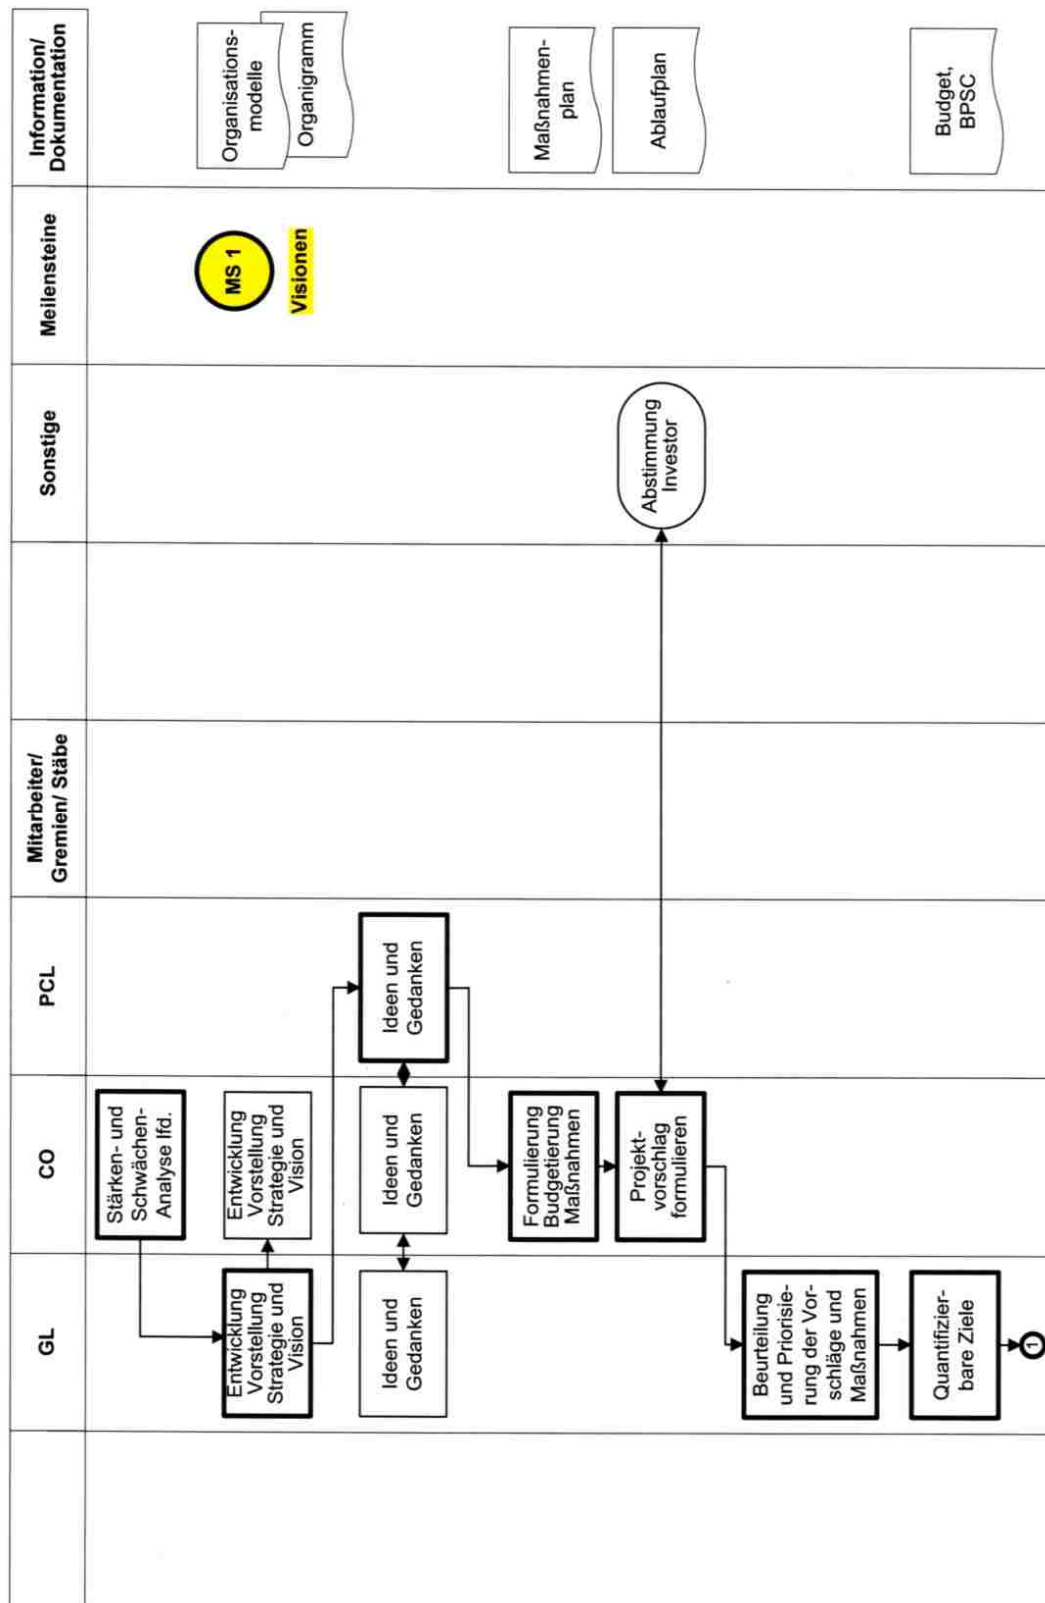 GL
CO
PCL
Mitarbeiter/
Gremien/ Stäbe
Sonstige
Meilensteine
Information/
Dokumentation
Stärken- und
Schwächen-
Analyse lfd.
Entwicklung
Vorstellung
Strategie und
Vision
Entwicklung
Vorstellung
Strategie und
Vision
MS 1
Visionen
Organisations-
modelle
Organigramm
Ideen und
Gedanken
Ideen und
Gedanken
Ideen und
Gedanken
Formulierung
Budgetierung
Maßnahmen
Maßnahmen-
plan
Projekt-
vorschlag
formulieren
Abstimmung
Investor
Ablaufplan
Beurteilung
und Priorisie-
rung der Vor-
schläge und
Maßnahmen
Quantifizier-
bare Ziele
Budget,
BPSC
1